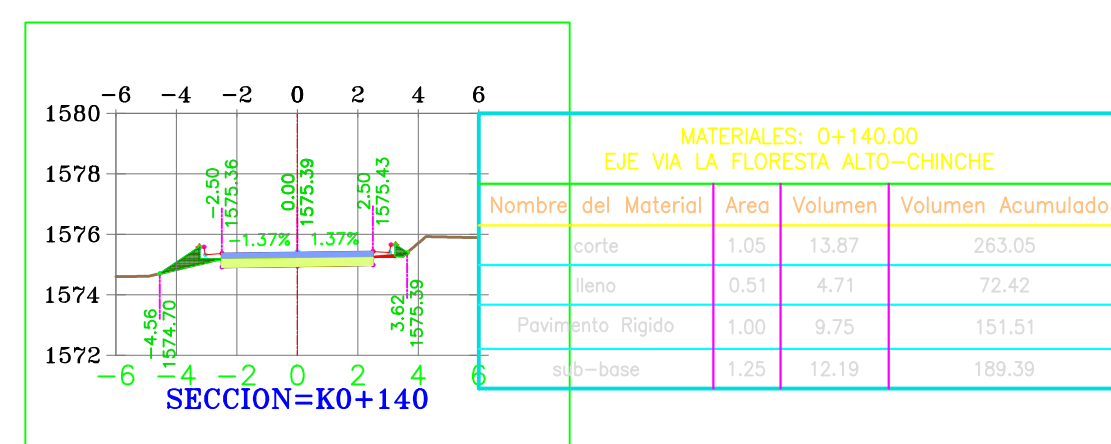 -6 -4 -2 0 2 4 6
1580
1578
1576
1574
1572
-2.50
1575.36
0.00
1575.39
2.50
1575.43
-1.37% 1.37%
-4.56
1574.70
3.62
1575.39
-6 -4 -2 0 2 4 6
SECCION=K0+140
MATERIALES: 0+140.00
EJE VIA LA FLORESTA ALTO-CHINCHE
Nombre del Material Area Volumen Volumen Acumulado
corte 1.05 13.87 263.05
lleno 0.51 4.71 72.42
Pavimento Rigido 1.00 9.75 151.51
sub-base 1.25 12.19 189.39